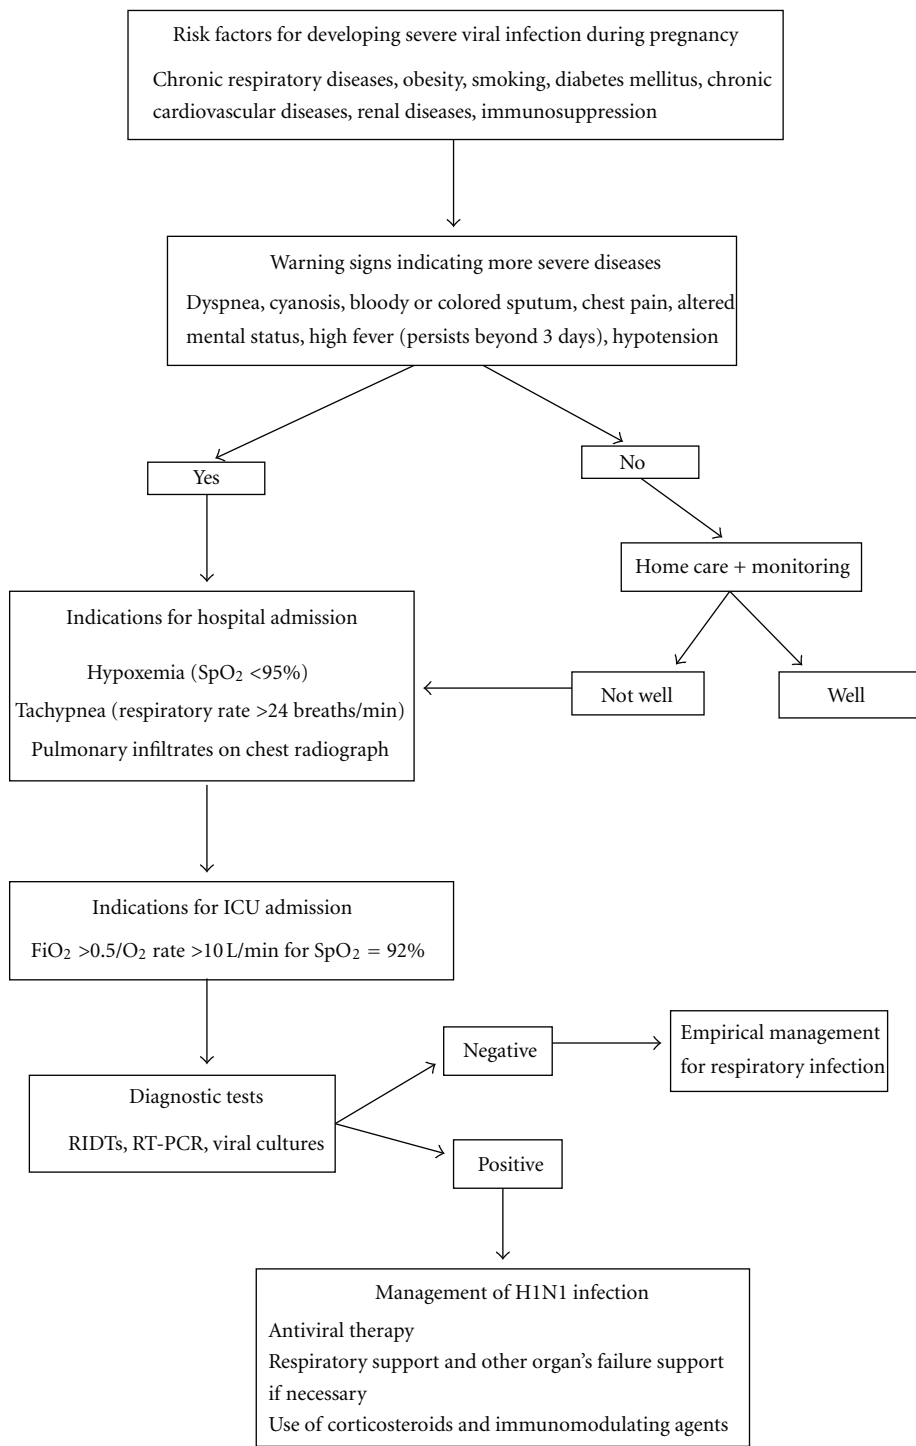 Risk factors for developing severe viral infection during pregnancy
Chronic respiratory diseases, obesity, smoking, diabetes mellitus, chronic
cardiovascular diseases, renal diseases, immunosuppression
Warning signs indicating more severe diseases
Dyspnea, cyanosis, bloody or colored sputum, chest pain, altered
mental status, high fever (persists beyond 3 days), hypotension
Yes
No
Home care + monitoring
Indications for hospital admission
Hypoxemia (SpO₂ <95%)
Tachypnea (respiratory rate >24 breaths/min)
Pulmonary infiltrates on chest radiograph
Not well
Well
Indications for ICU admission
FiO₂ >0.5/O₂ rate >10 L/min for SpO₂ = 92%
Diagnostic tests
RIDTs, RT-PCR, viral cultures
Negative
Empirical management
for respiratory infection
Positive
Management of H1N1 infection
Antiviral therapy
Respiratory support and other organ's failure support
if necessary
Use of corticosteroids and immunomodulating agents